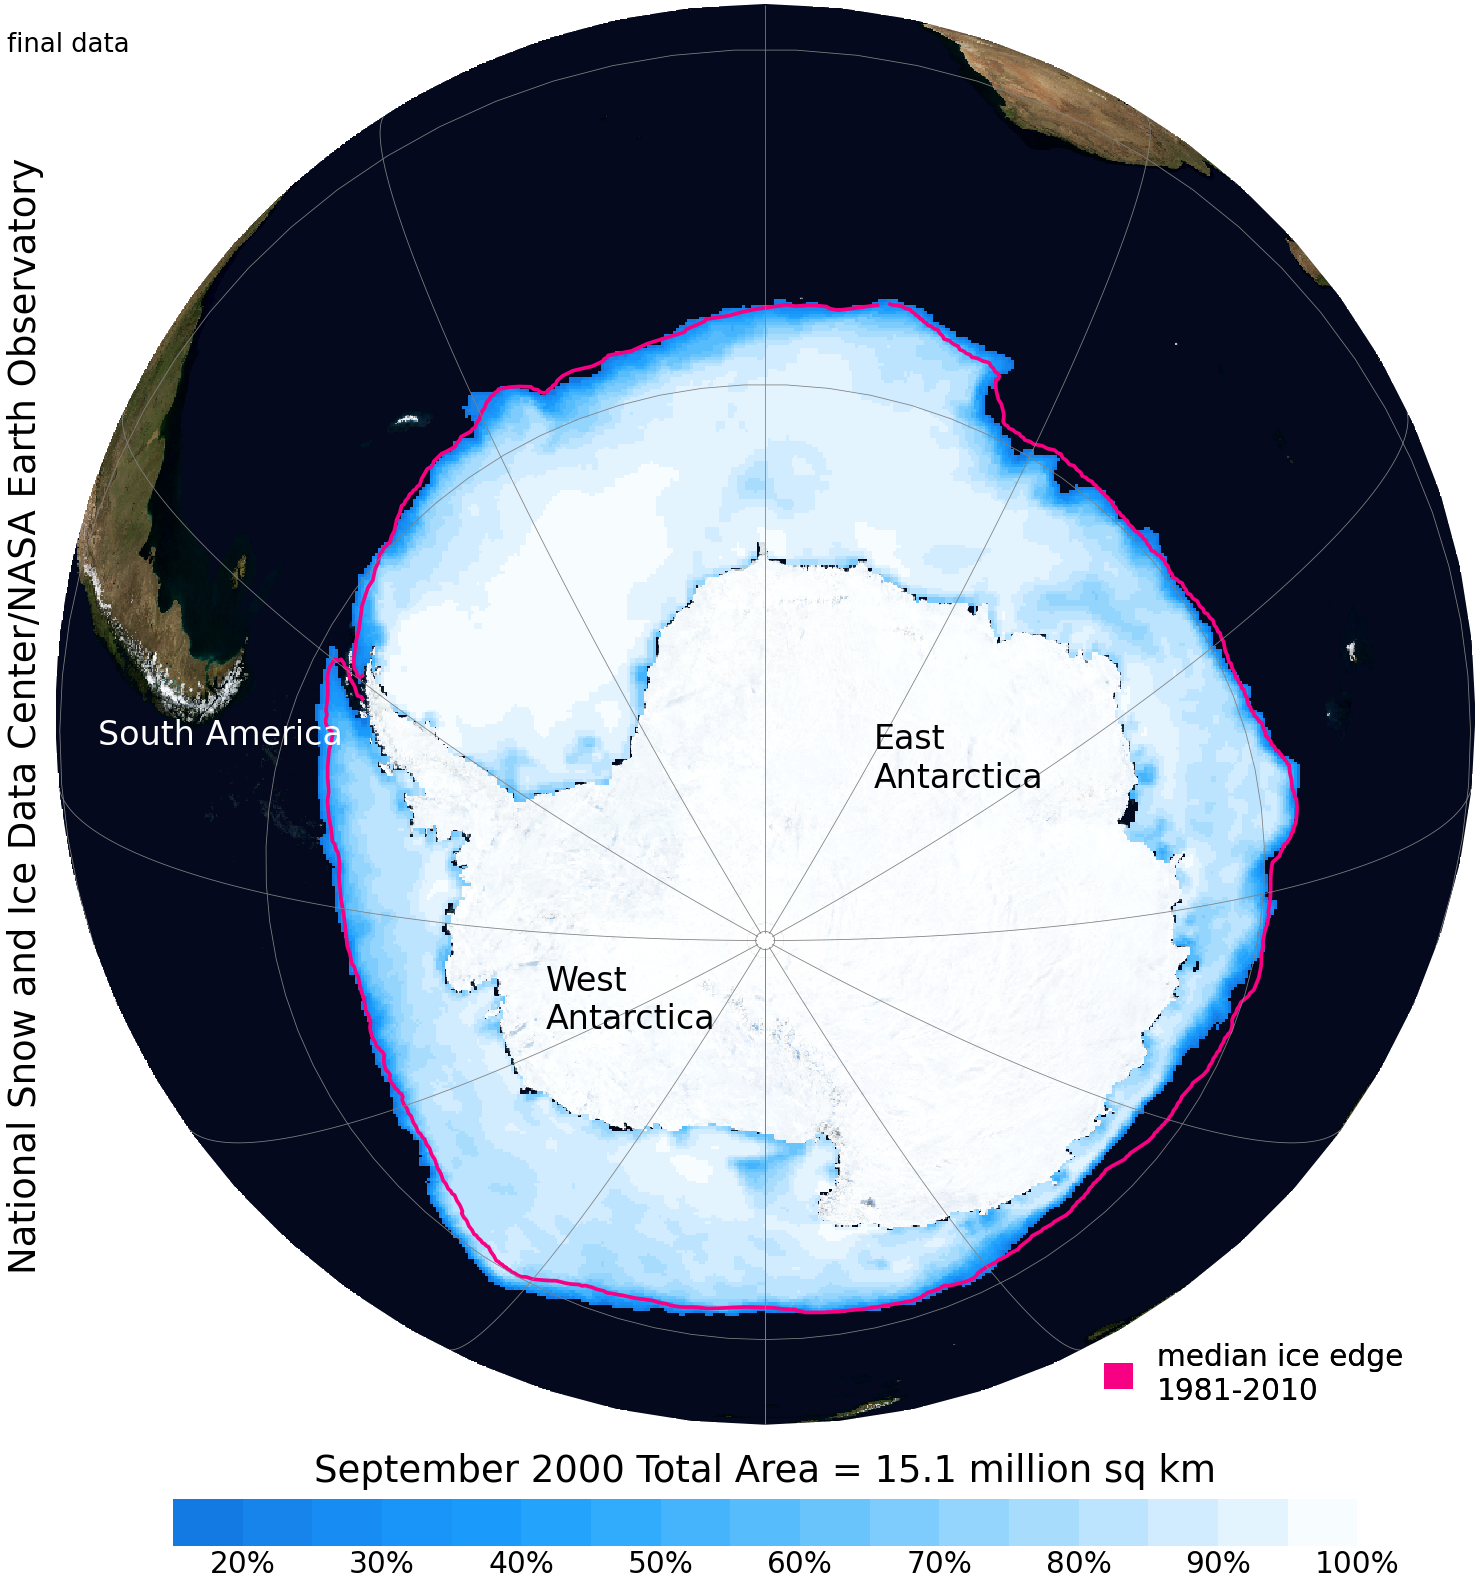 final data
National Snow and Ice Data Center/NASA Earth Observatory
South America
East
Antarctica
West
Antarctica
median ice edge
1981-2010
September 2000 Total Area = 15.1 million sq km
20% 30% 40% 50% 60% 70% 80% 90% 100%